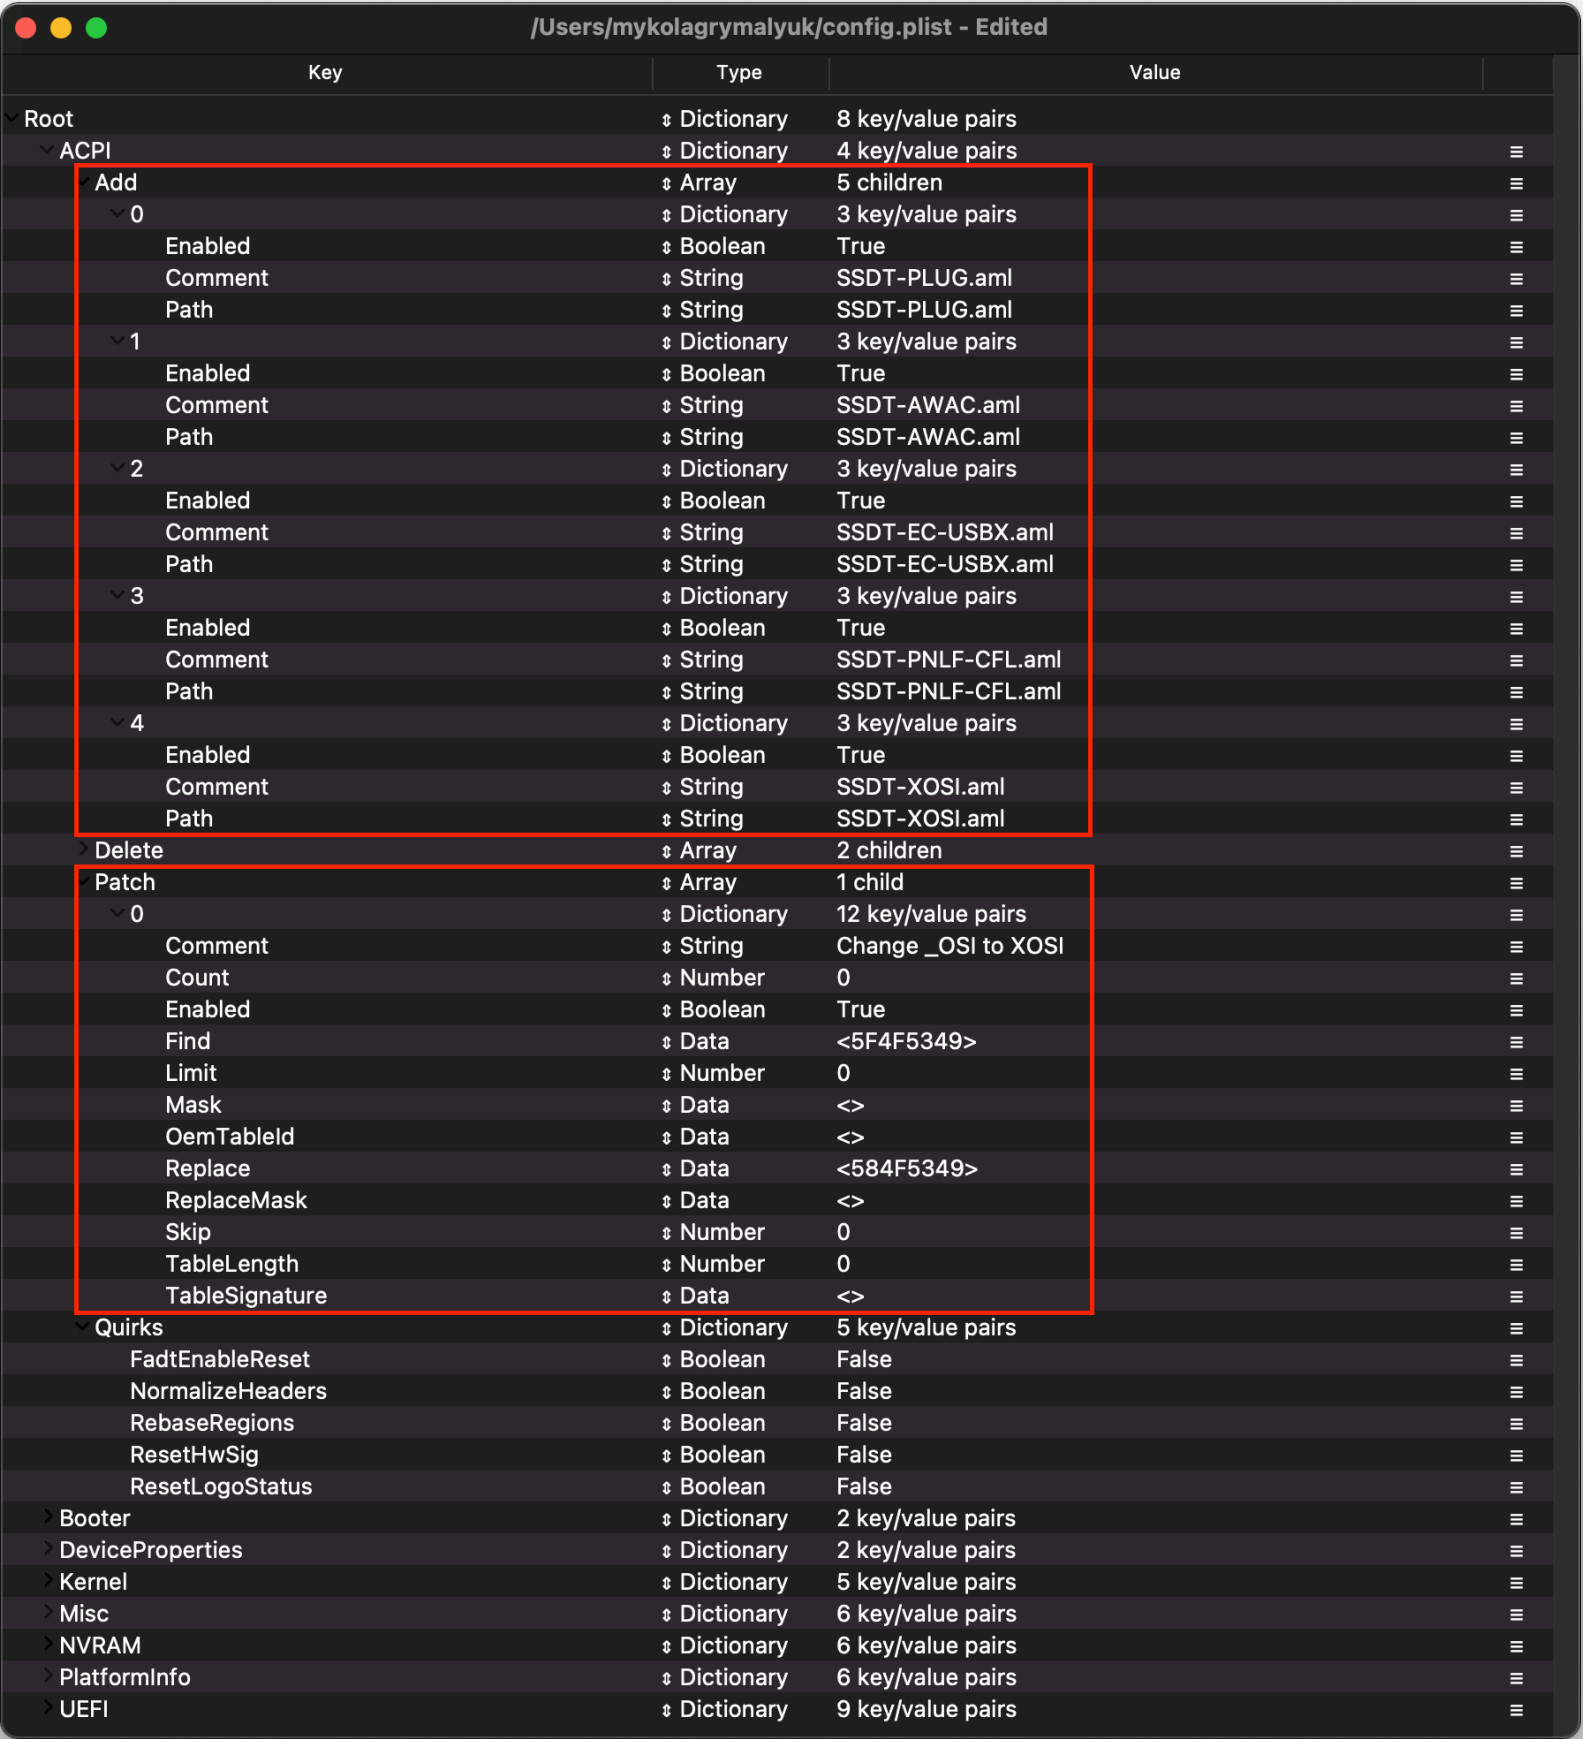 /Users/mykolagrymalyuk/config.plist - Edited
Key Type Value
Root Dictionary 8 key/value pairs
ACPI Dictionary 4 key/value pairs
Add Array 5 children
0 Dictionary 3 key/value pairs
Enabled Boolean True
Comment String SSDT-PLUG.aml
Path String SSDT-PLUG.aml
1 Dictionary 3 key/value pairs
Enabled Boolean True
Comment String SSDT-AWAC.aml
Path String SSDT-AWAC.aml
2 Dictionary 3 key/value pairs
Enabled Boolean True
Comment String SSDT-EC-USBX.aml
Path String SSDT-EC-USBX.aml
3 Dictionary 3 key/value pairs
Enabled Boolean True
Comment String SSDT-PNLF-CFL.aml
Path String SSDT-PNLF-CFL.aml
4 Dictionary 3 key/value pairs
Enabled Boolean True
Comment String SSDT-XOSI.aml
Path String SSDT-XOSI.aml
Delete Array 2 children
Patch Array 1 child
0 Dictionary 12 key/value pairs
Comment String Change _OSI to XOSI
Count Number 0
Enabled Boolean True
Find Data <5F4F5349>
Limit Number 0
Mask Data <>
OemTableId Data <>
Replace Data <584F5349>
ReplaceMask Data <>
Skip Number 0
TableLength Number 0
TableSignature Data <>
Quirks Dictionary 5 key/value pairs
FadtEnableReset Boolean False
NormalizeHeaders Boolean False
RebaseRegions Boolean False
ResetHwSig Boolean False
ResetLogoStatus Boolean False
Booter Dictionary 2 key/value pairs
DeviceProperties Dictionary 2 key/value pairs
Kernel Dictionary 5 key/value pairs
Misc Dictionary 6 key/value pairs
NVRAM Dictionary 6 key/value pairs
PlatformInfo Dictionary 6 key/value pairs
UEFI Dictionary 9 key/value pairs